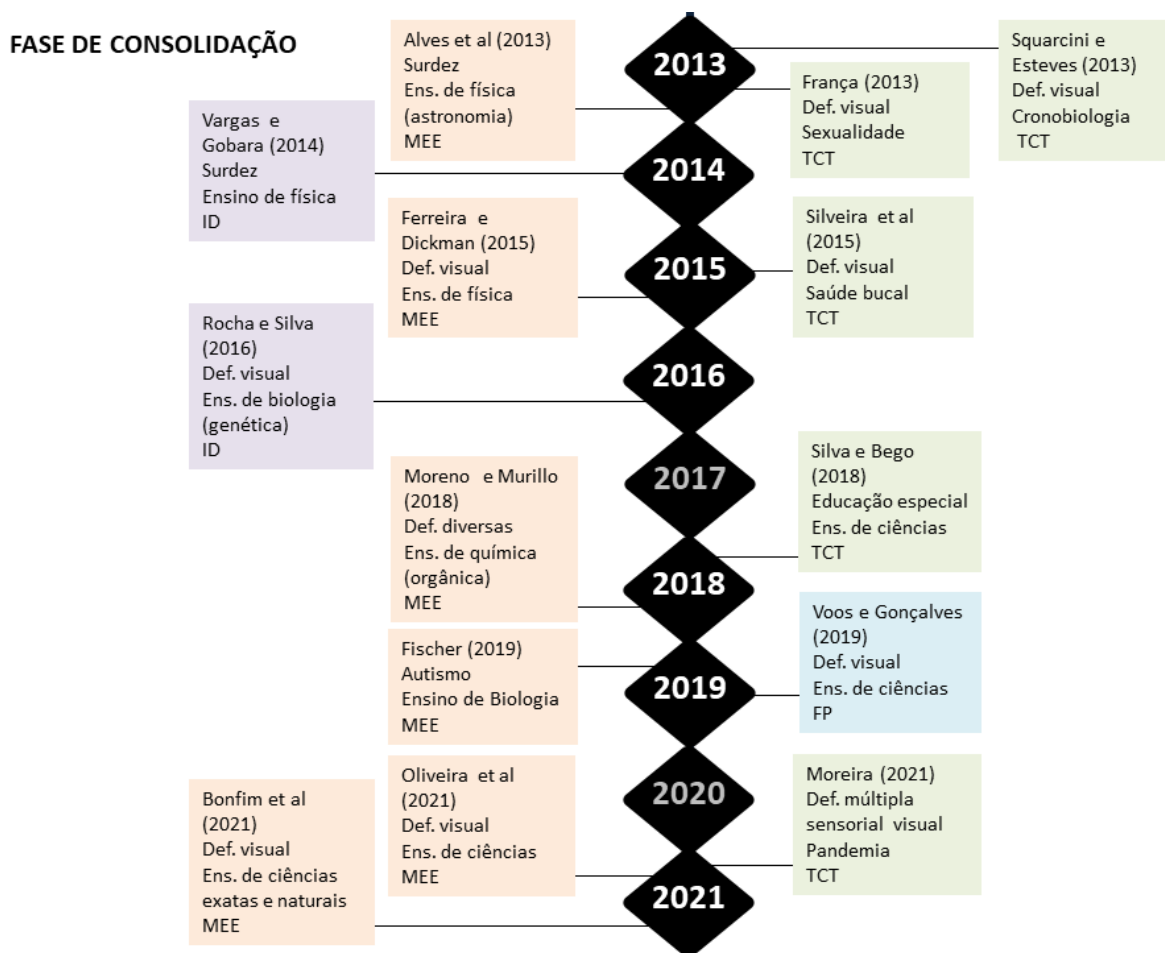 FASE DE CONSOLIDAÇÃO
Alves et al (2013)
Surdez
Ens. de física
(astronomia)
MEE
2013
Squarcini e
Esteves (2013)
Def. visual
Cronobiologia
TCT
França (2013)
Def. visual
Sexualidade
TCT
Vargas e
Gobara (2014)
Surdez
Ensino de física
ID
2014
Ferreira e
Dickman (2015)
Def. visual
Ens. de física
MEE
2015
Silveira et al
(2015)
Def. visual
Saúde bucal
TCT
Rocha e Silva
(2016)
Def. visual
Ens. de biologia
(genética)
ID
2016
2017
Silva e Bego
(2018)
Educação especial
Ens. de ciências
TCT
Moreno e Murillo
(2018)
Def. diversas
Ens. de química
(orgânica)
MEE
2018
Voos e Gonçalves
(2019)
Def. visual
Ens. de ciências
FP
Fischer (2019)
Autismo
Ensino de Biologia
MEE
2019
Oliveira et al
(2021)
Def. visual
Ens. de ciências
MEE
2020
Moreira (2021)
Def. múltipla
sensorial visual
Pandemia
TCT
Bonfim et al
(2021)
Def. visual
Ens. de ciências
exatas e naturais
MEE
2021